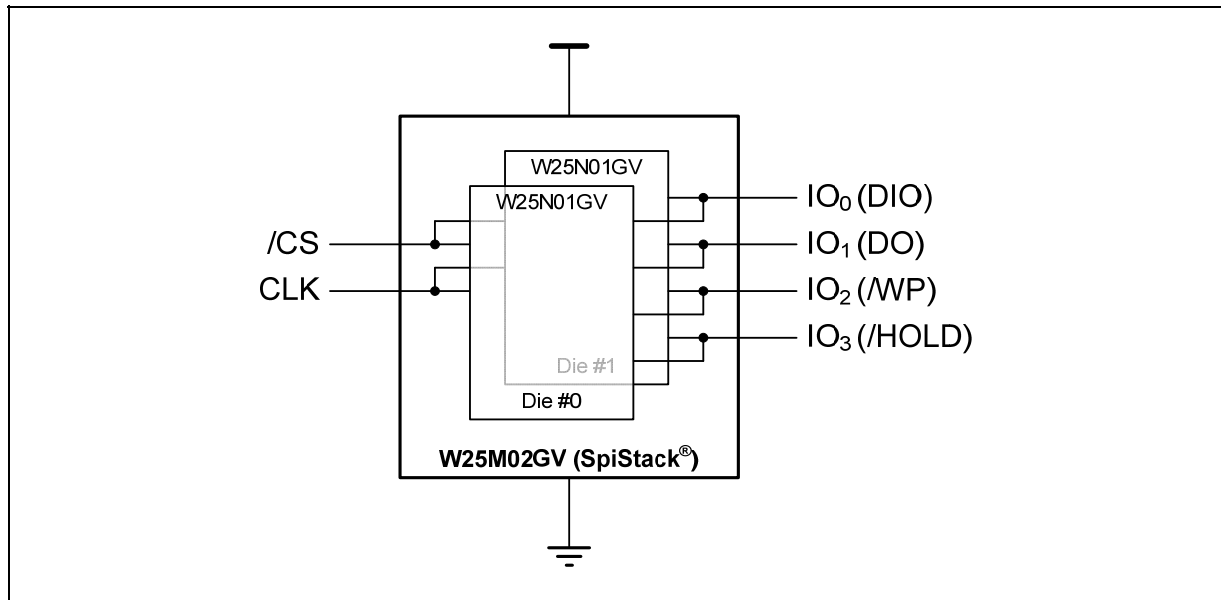 W25N01GV
W25N01GV
/CS
CLK
IO₀ (DIO)
IO₁ (DO)
IO₂ (/WP)
IO₃ (/HOLD)
Die #1
Die #0
W25M02GV (SpiStack®)